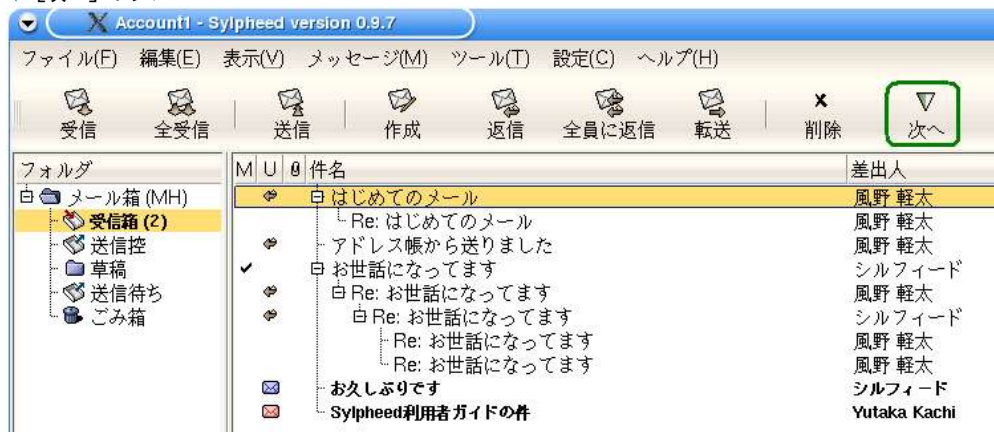 Account1 - Sylpheed version 0.9.7
ファイル(F) 編集(E) 表示(V) メッセージ(M) ツール(T) 設定(C) ヘルプ(H)
受信 全受信 送信 作成 返信 全員に返信 転送 削除 次へ
フォルダ M U 件名 差出人
メール箱 (MH) はじめてのメール 風野 軽太
受信箱 (2) Re: はじめてのメール 風野 軽太
送信控 アドレス帳から送りました 風野 軽太
草稿 お世話になってます シルフィード
送信待ち Re: お世話になってます 風野 軽太
ごみ箱 Re: お世話になってます シルフィード
Re: お世話になってます 風野 軽太
Re: お世話になってます 風野 軽太
お久しぶりです シルフィード
Sylpheed利用者ガイドの件 Yutaka Kachi